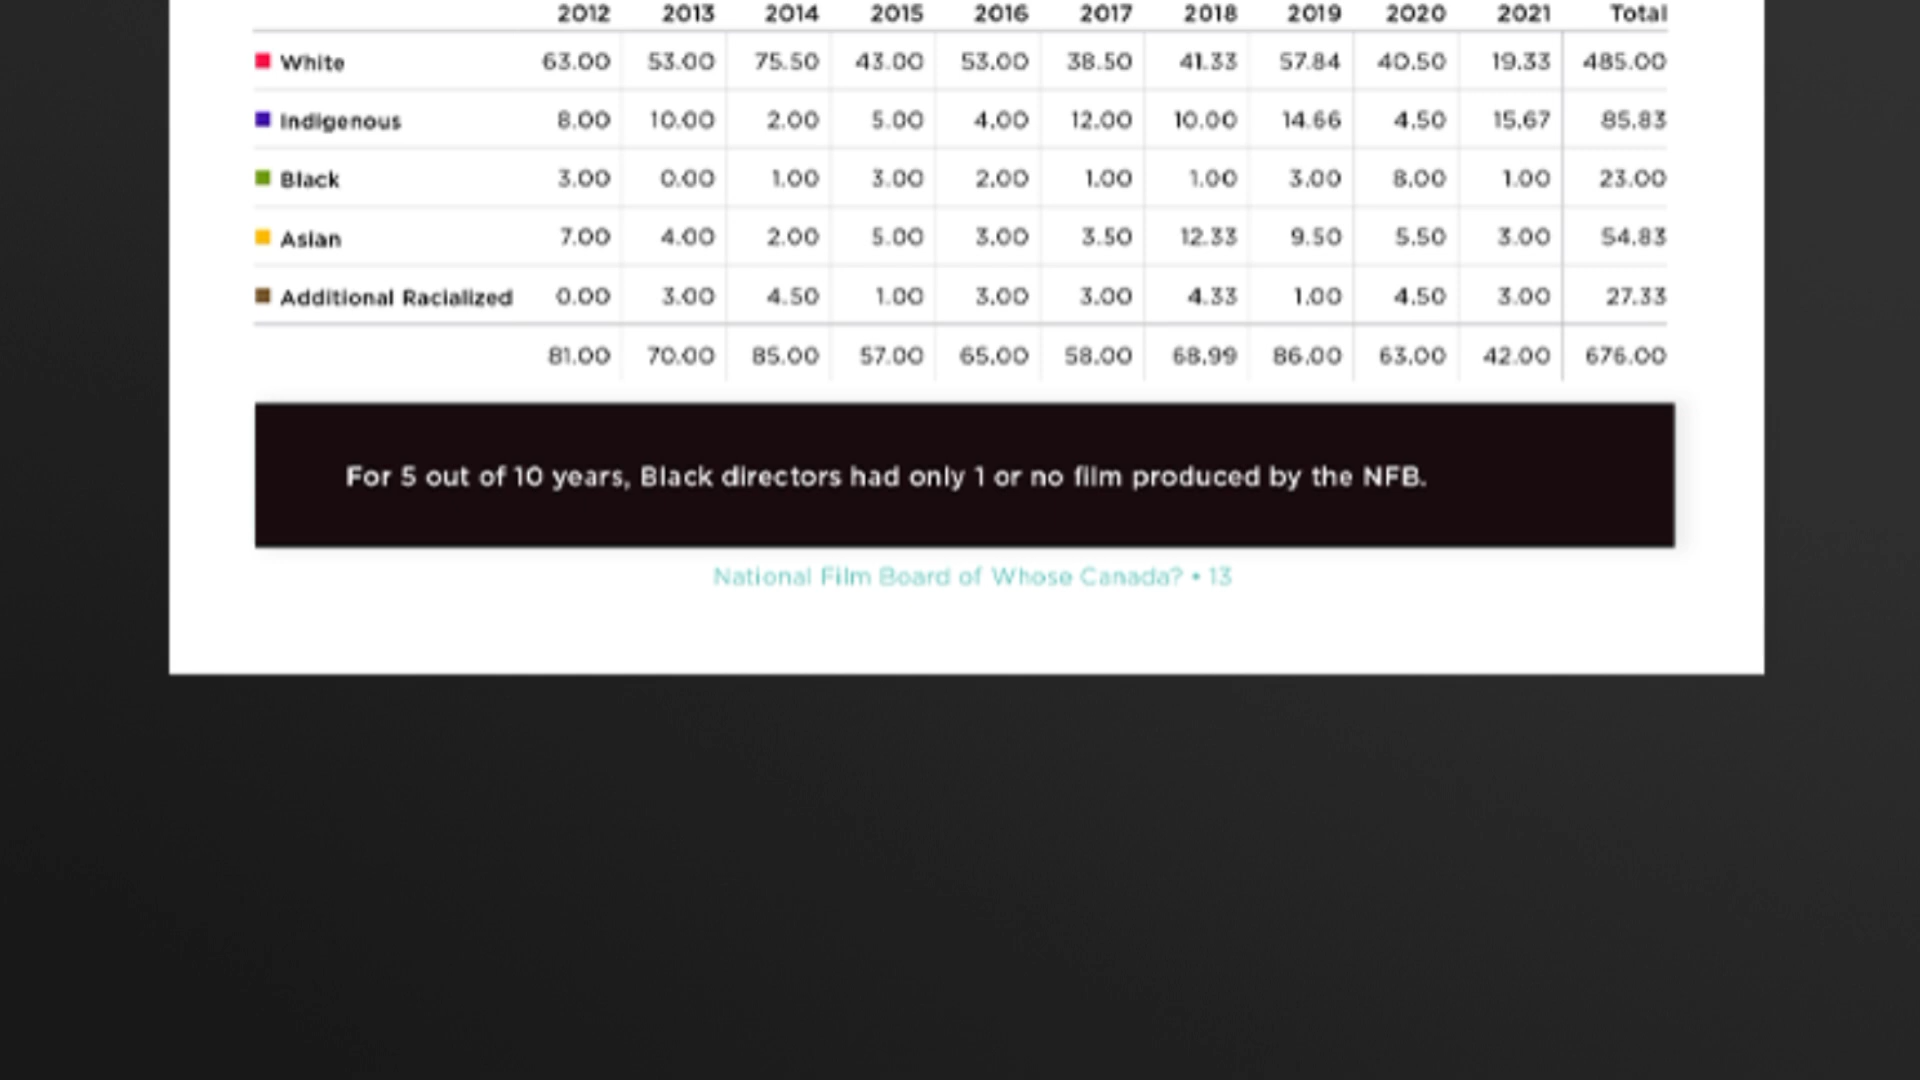 2012 2013 2014 2015 2016 2017 2018 2019 2020 2021 Total
White 63.00 53.00 75.50 43.00 53.00 38.50 41.33 57.84 40.50 19.33 485.00
Indigenous 8.00 10.00 2.00 5.00 4.00 12.00 10.00 14.66 4.50 15.67 85.83
Black 3.00 0.00 1.00 3.00 2.00 1.00 1.00 3.00 8.00 1.00 23.00
Asian 7.00 4.00 2.00 5.00 3.00 3.50 12.33 9.50 5.50 3.00 54.83
Additional Racialized 0.00 3.00 4.50 1.00 3.00 3.00 4.33 1.00 4.50 3.00 27.33
81.00 70.00 85.00 57.00 65.00 58.00 68.99 86.00 63.00 42.00 676.00
For 5 out of 10 years, Black directors had only 1 or no film produced by the NFB.
National Film Board of Whose Canada? • 13